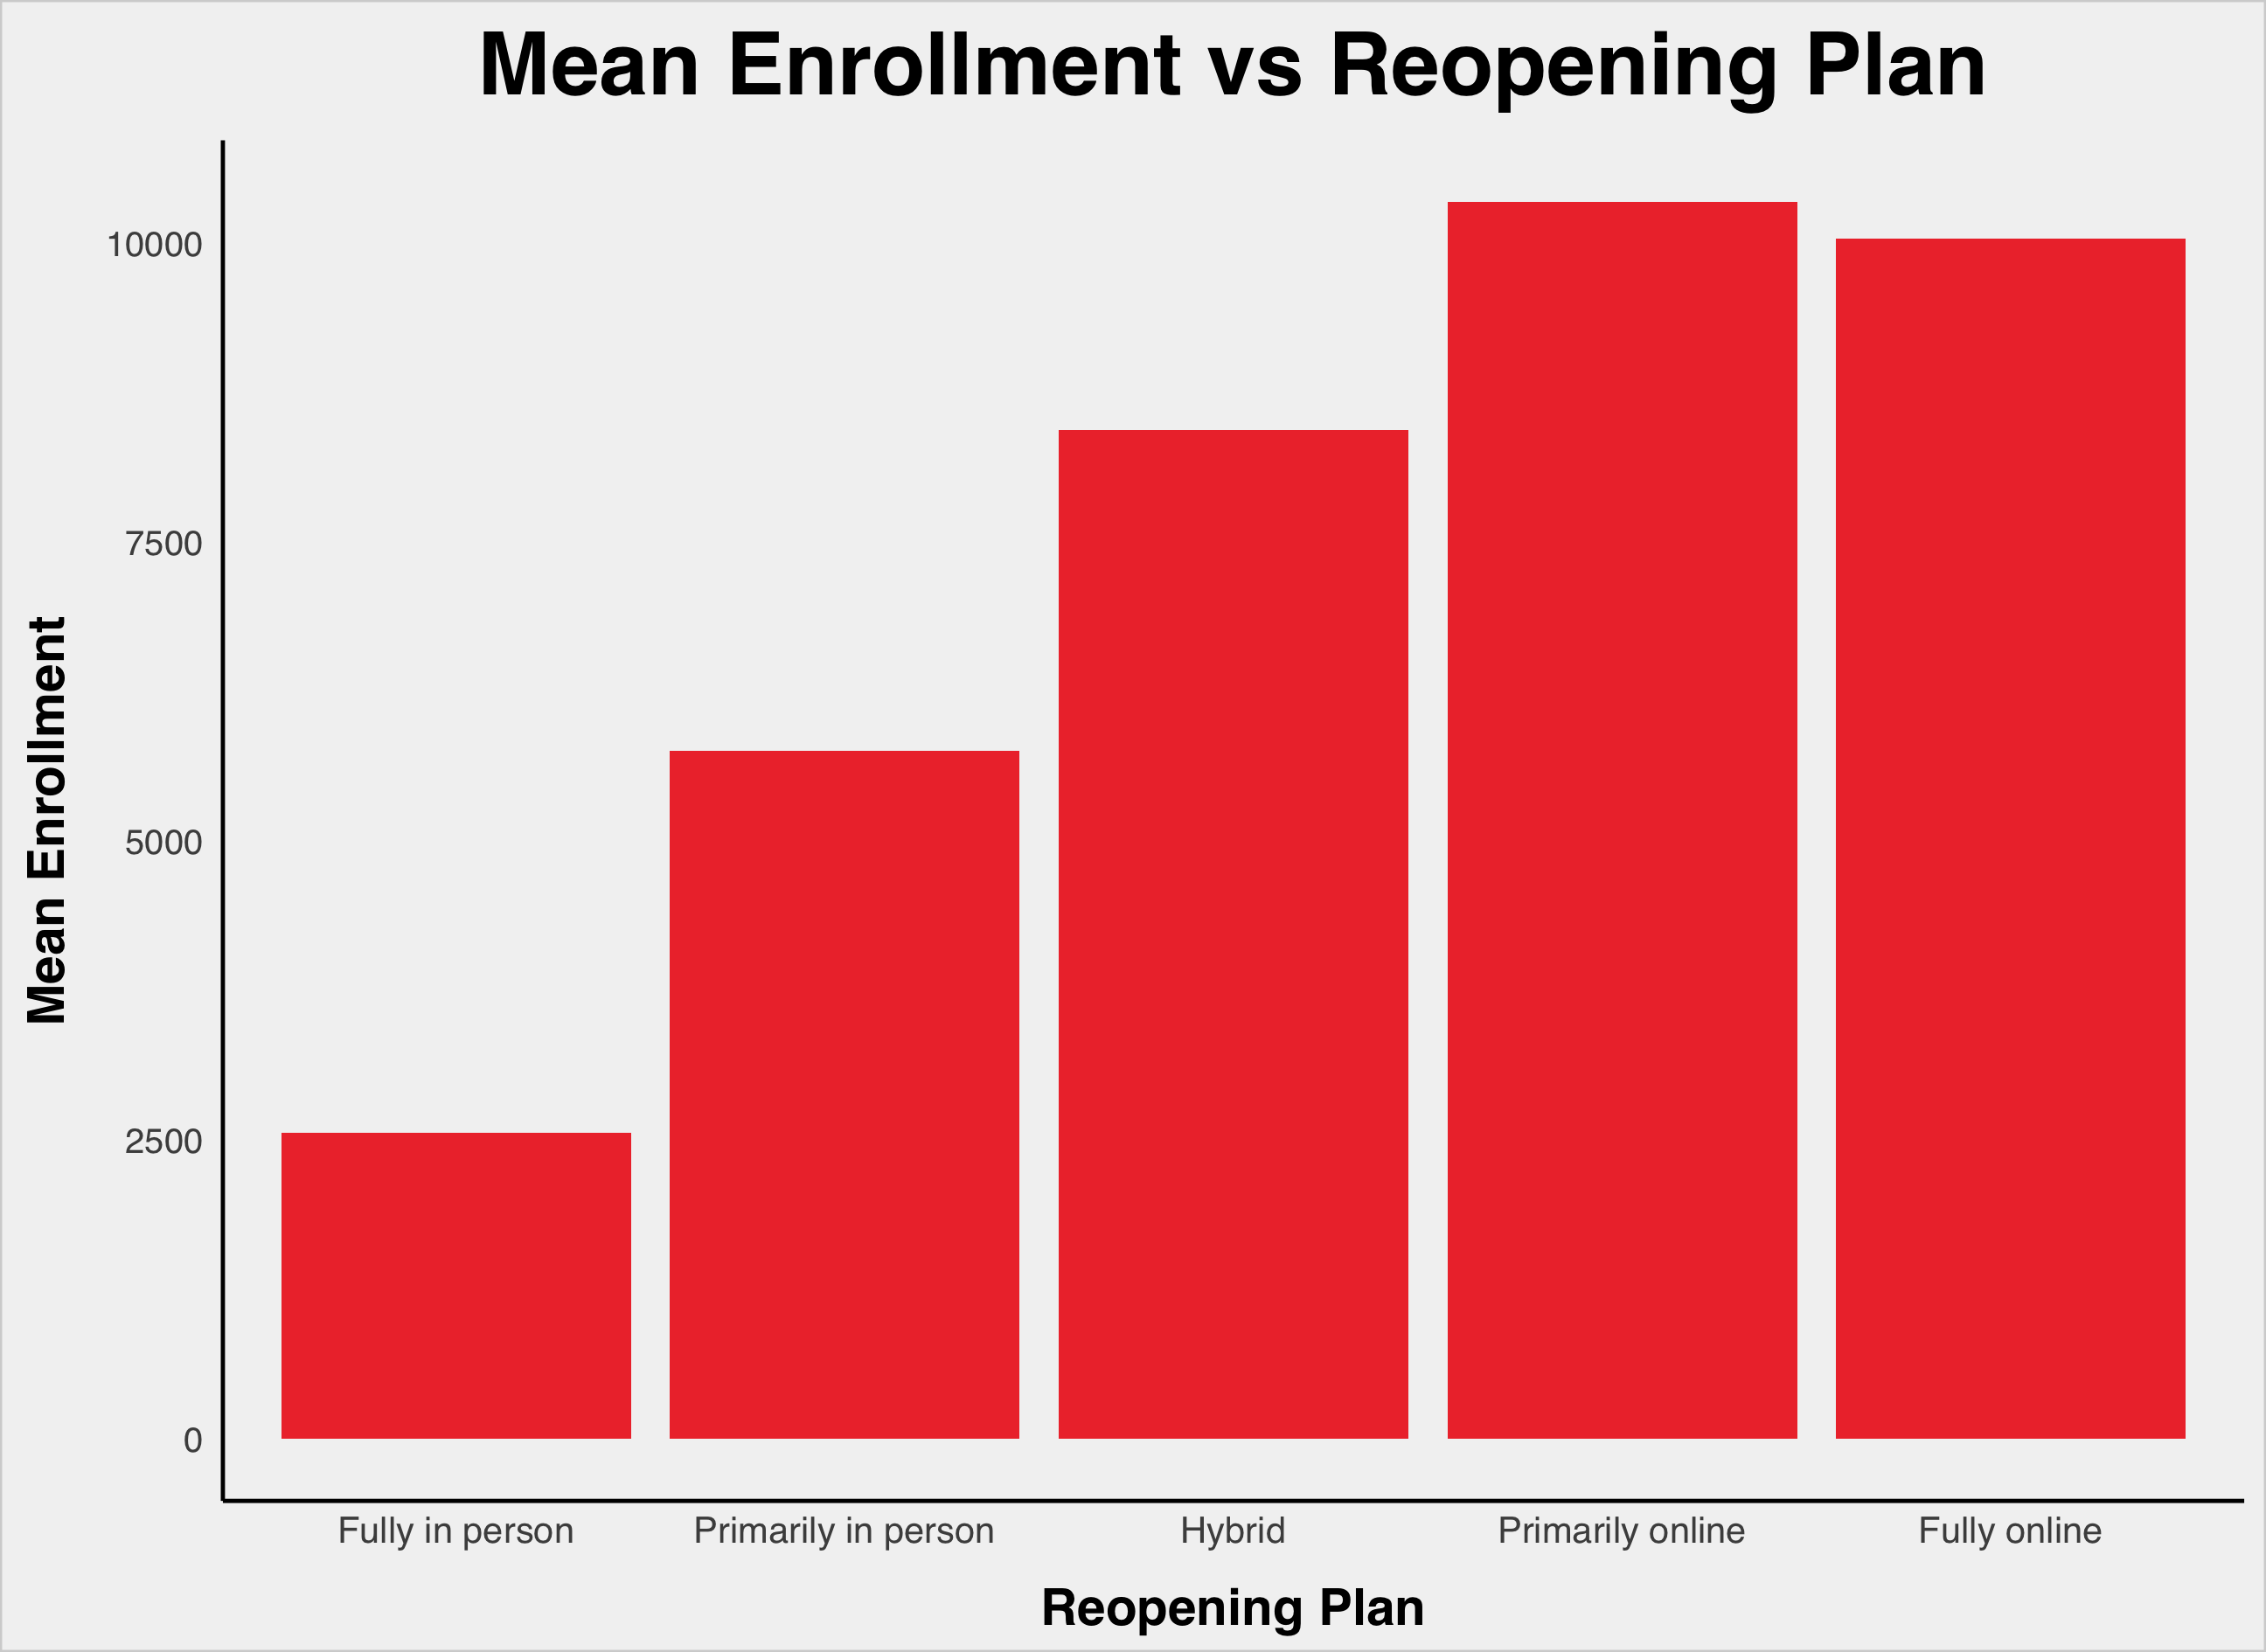 Mean Enrollment vs Reopening Plan
Mean Enrollment
10000
7500
5000
2500
0
Fully in person Primarily in person Hybrid Primarily online Fully online
Reopening Plan